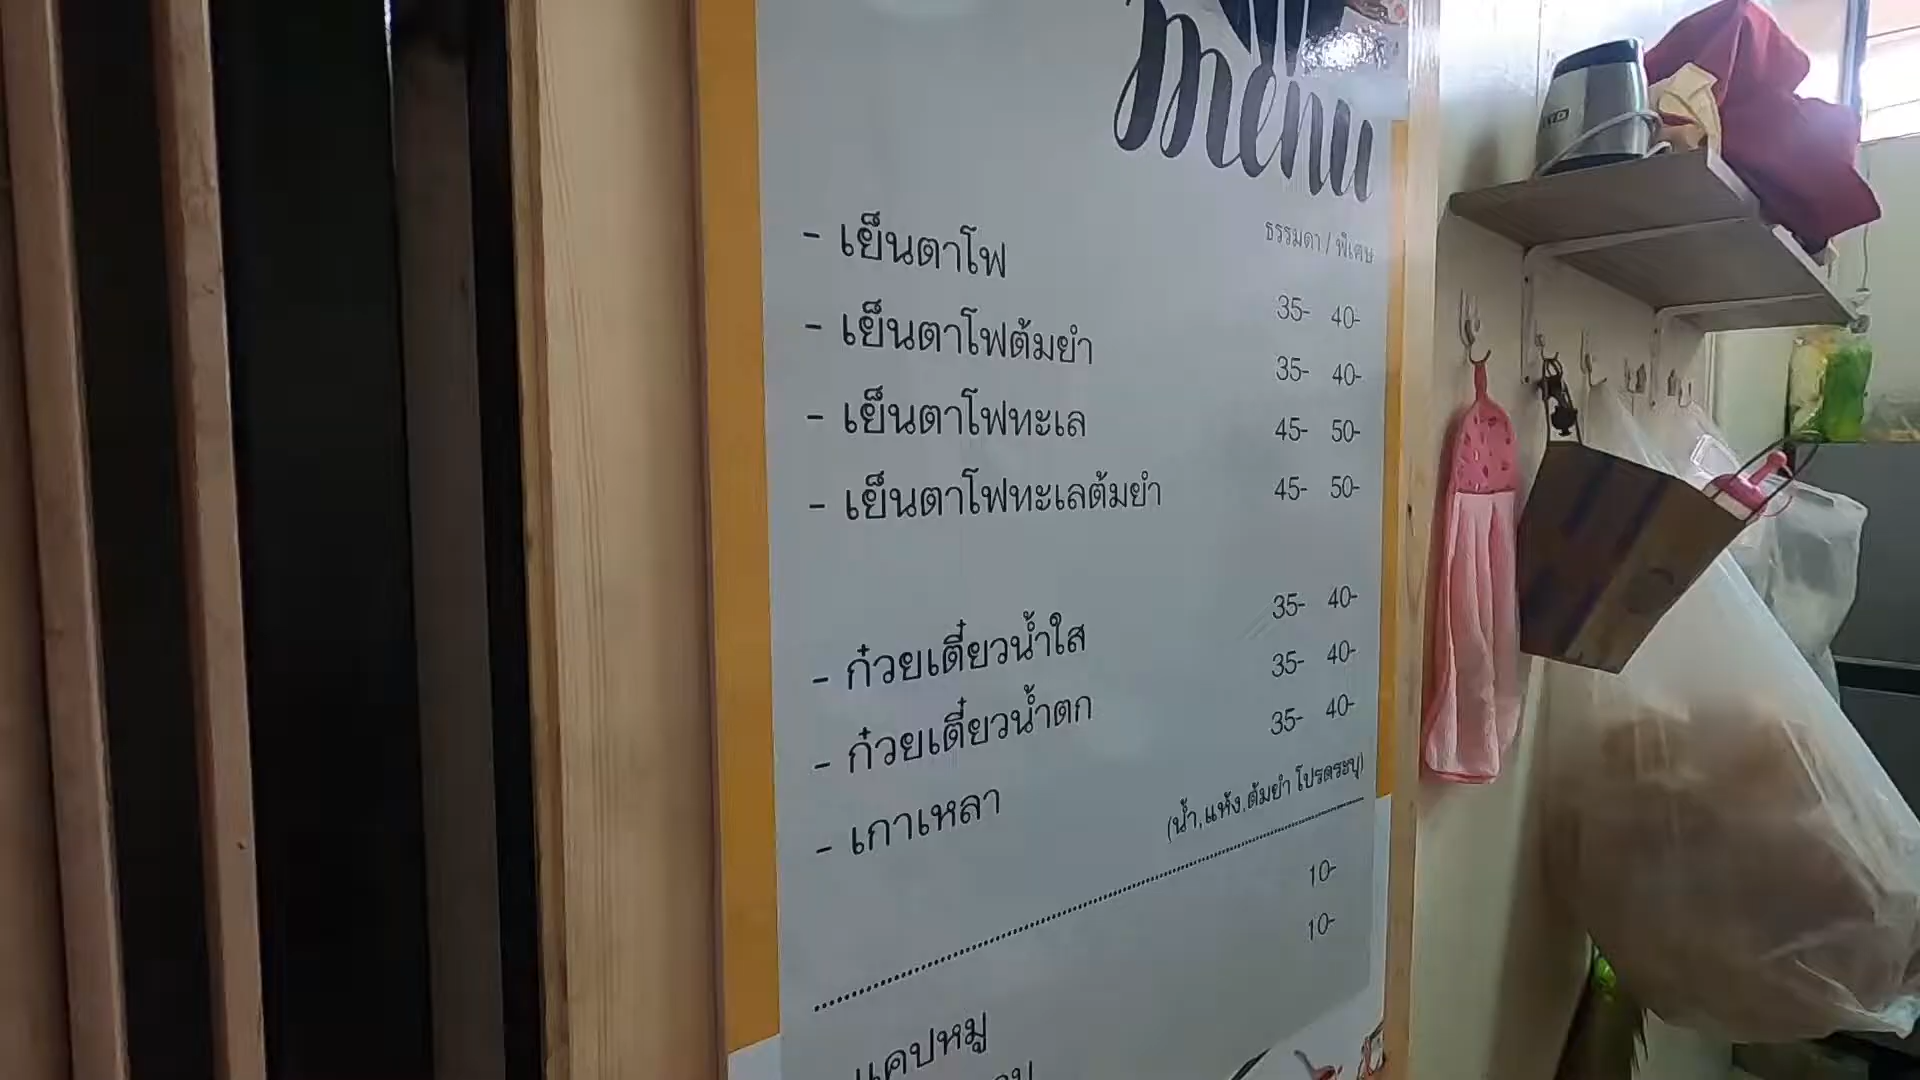 menu
ธรรมดา / พิเศษ
- เย็นตาโฟ 35- 40-
- เย็นตาโฟต้มยำ 35- 40-
- เย็นตาโฟทะเล 45- 50-
- เย็นตาโฟทะเลต้มยำ 45- 50-
- ก๋วยเตี๋ยวน้ำใส 35- 40-
- ก๋วยเตี๋ยวน้ำตก 35- 40-
- เกาเหลา 35- 40-
(น้ำ,แห้ง,ต้มยำ โปรดระบุ)
แคปหมู 10-
10-